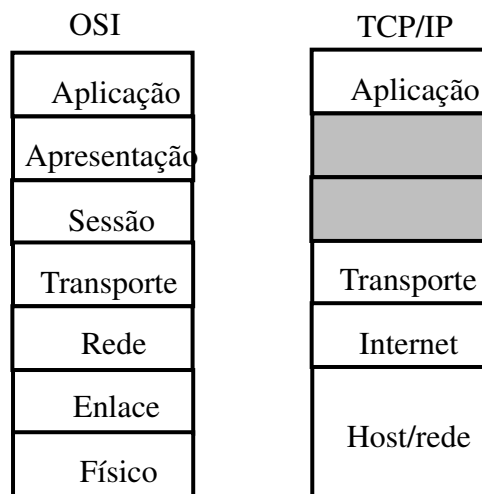 OSI
Aplicação
Apresentação
Sessão
Transporte
Rede
Enlace
Físico
TCP/IP
Aplicação
Transporte
Internet
Host/rede